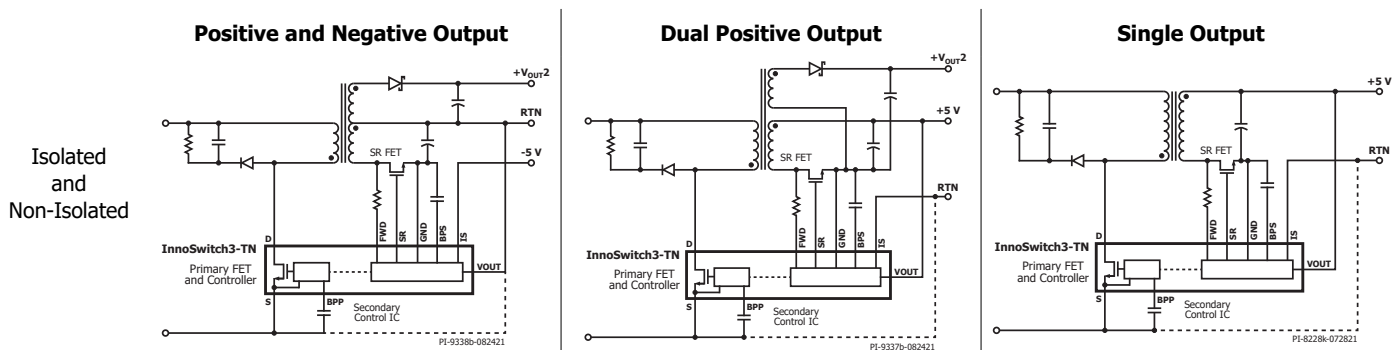 Positive and Negative Output
Dual Positive Output
Single Output
Isolated
and
Non-Isolated
+VOUT2
RTN
-5 V
SR FET
FWD
SR
GND
BPS
IS
D
InnoSwitch3-TN
Primary FET
and Controller
VOUT
S
BPP
Secondary
Control IC
PI-9338b-082421
+VOUT2
+5 V
SR FET
RTN
FWD
SR
GND
BPS
IS
D
InnoSwitch3-TN
Primary FET
and Controller
VOUT
S
BPP
Secondary
Control IC
PI-9337b-082421
+5 V
SR FET
RTN
FWD
SR
GND
BPS
IS
D
InnoSwitch3-TN
Primary FET
and Controller
VOUT
S
BPP
Secondary
Control IC
PI-8228k-072821